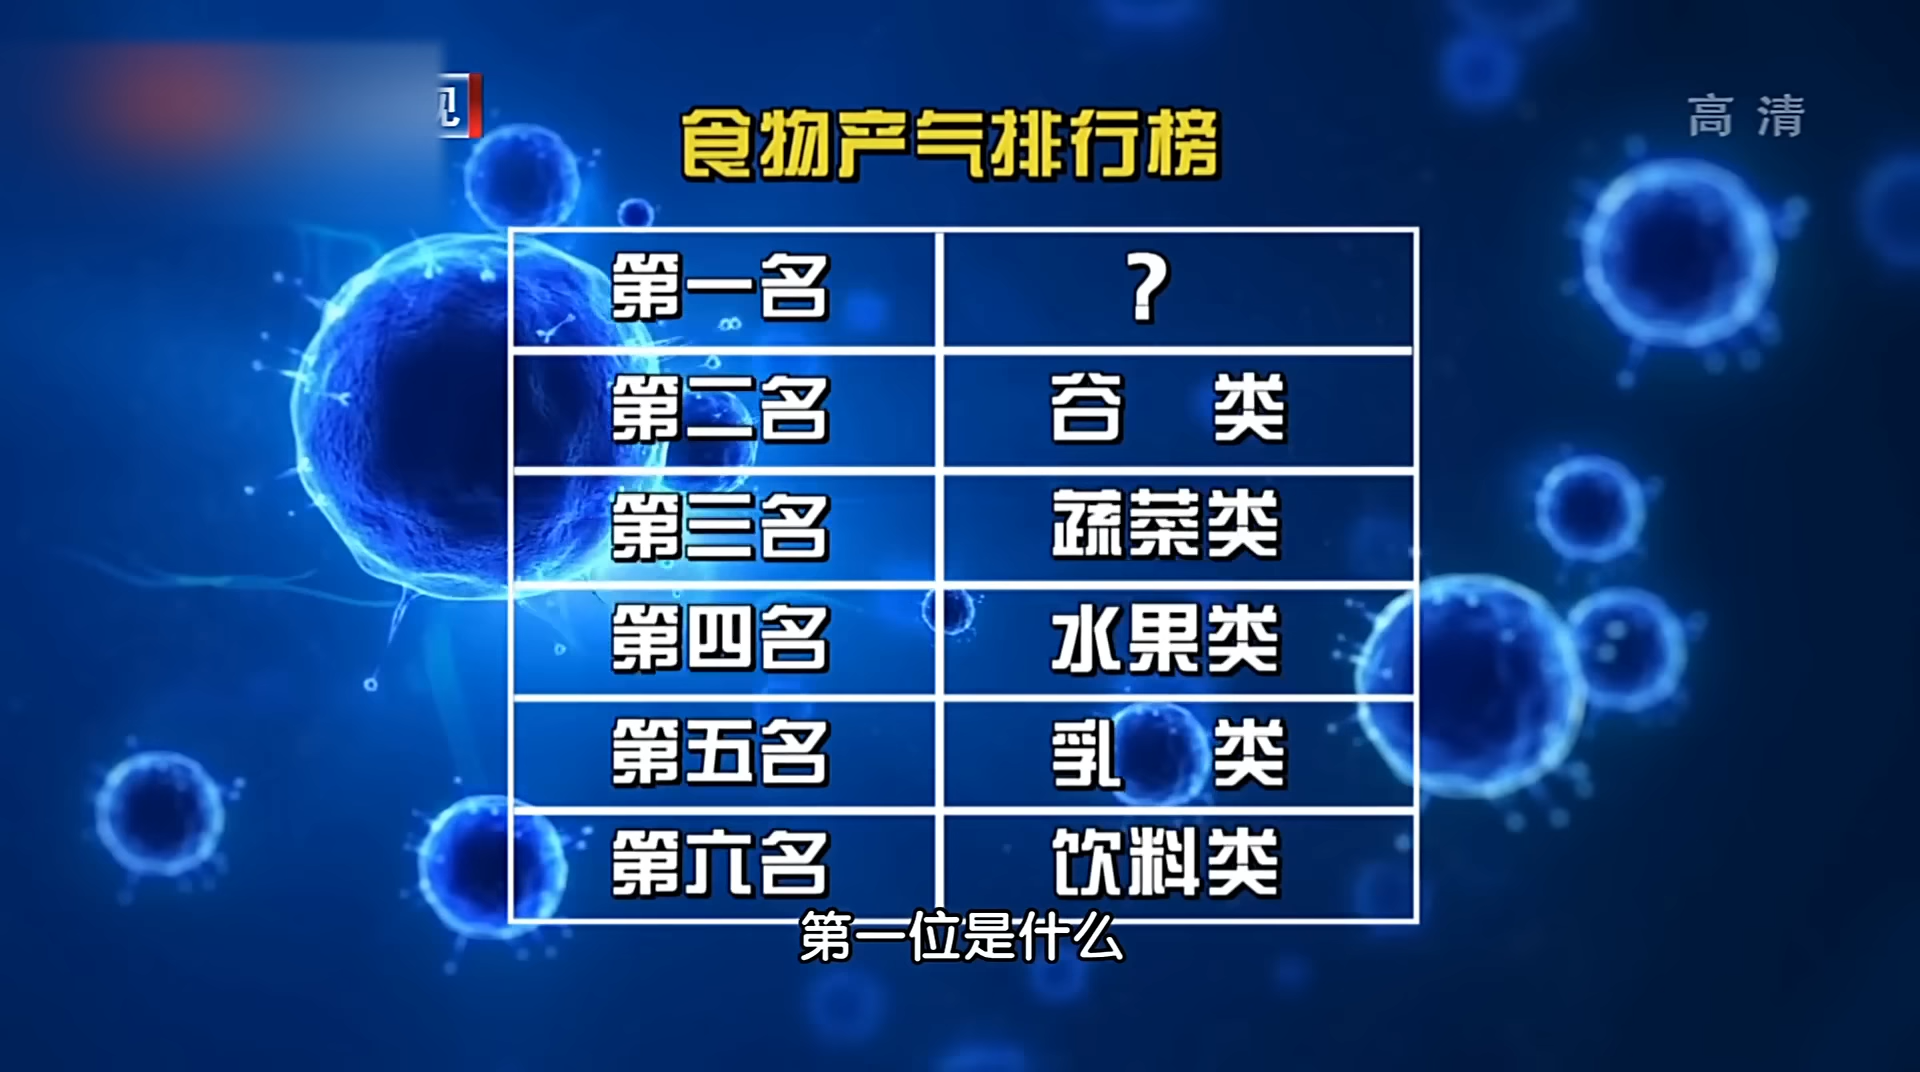 视
高清
食物产气排行榜
第一名 ?
第二名 谷类
第三名 蔬菜类
第四名 水果类
第五名 乳类
第六名 饮料类
第一位是什么